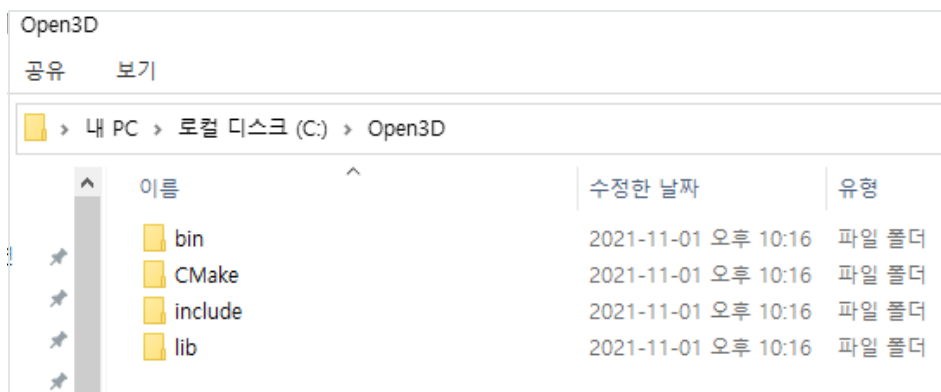 Open3D
공유 보기
내 PC > 로컬 디스크 (C:) > Open3D
이름 수정한 날짜 유형
bin 2021-11-01 오후 10:16 파일 폴더
CMake 2021-11-01 오후 10:16 파일 폴더
include 2021-11-01 오후 10:16 파일 폴더
lib 2021-11-01 오후 10:16 파일 폴더